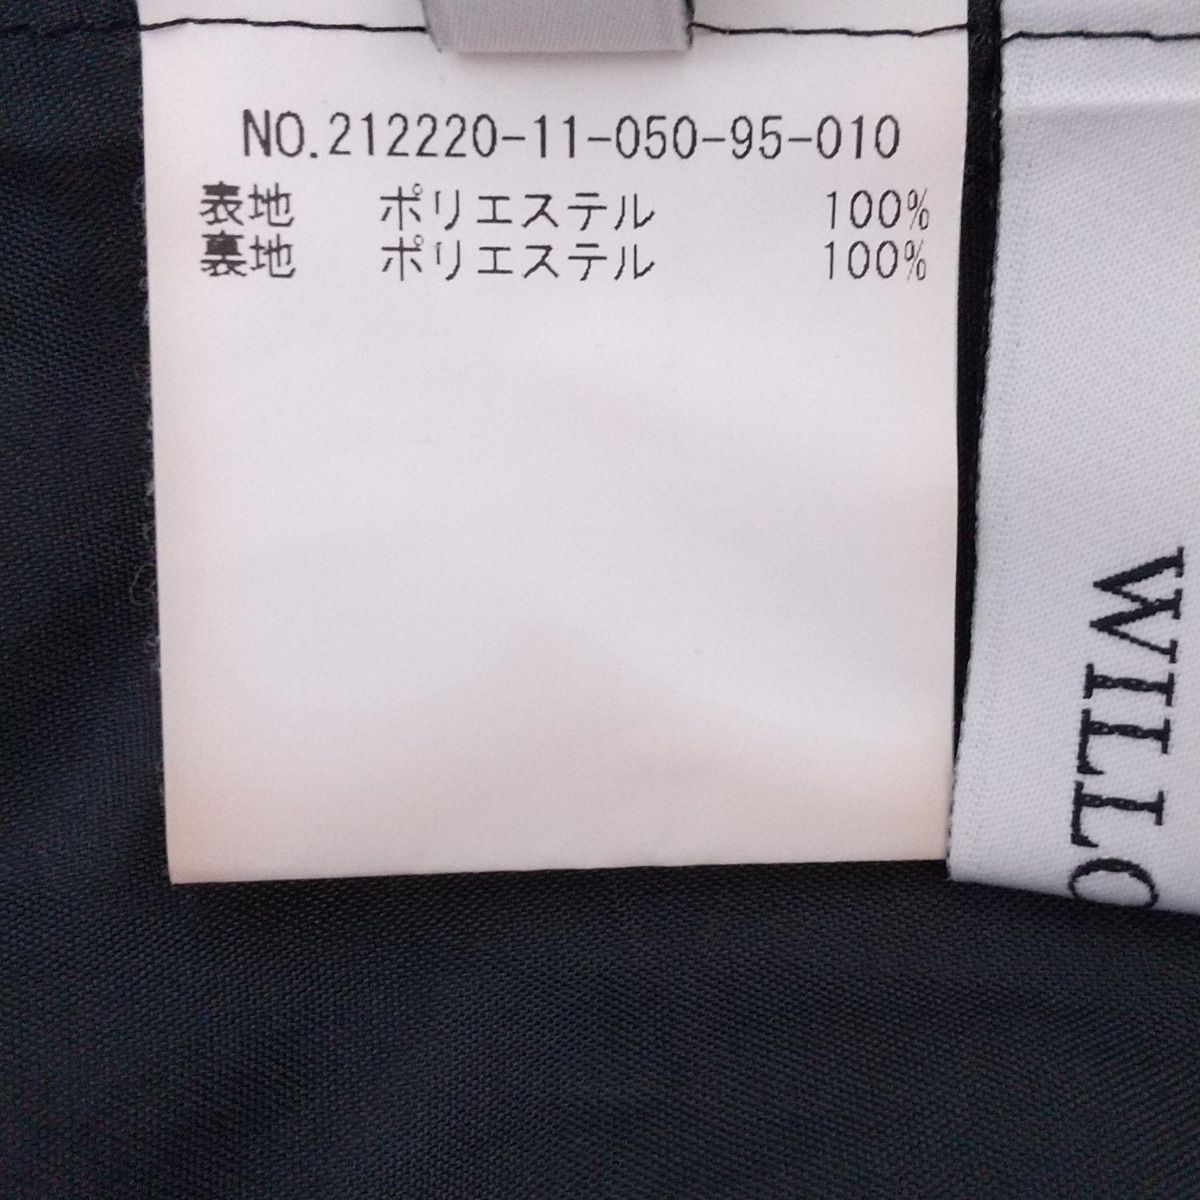 NO.212220-11-050-95-010
表地 ポリエステル 100%
裏地 ポリエステル 100%
WILLO